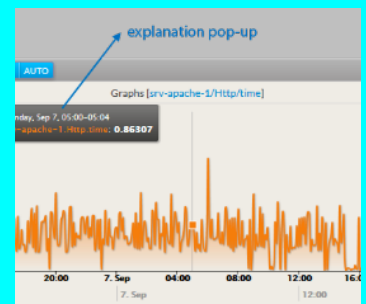 explanation pop-up
AUTO
Graphs [srv-apache-1/Http/time]
nday, Sep 7, 05:00-05:04
-apache-1.Http.time: 0.86307
20:00 7. Sep 04:00 08:00 12:00 16:0
7. Sep 12:00